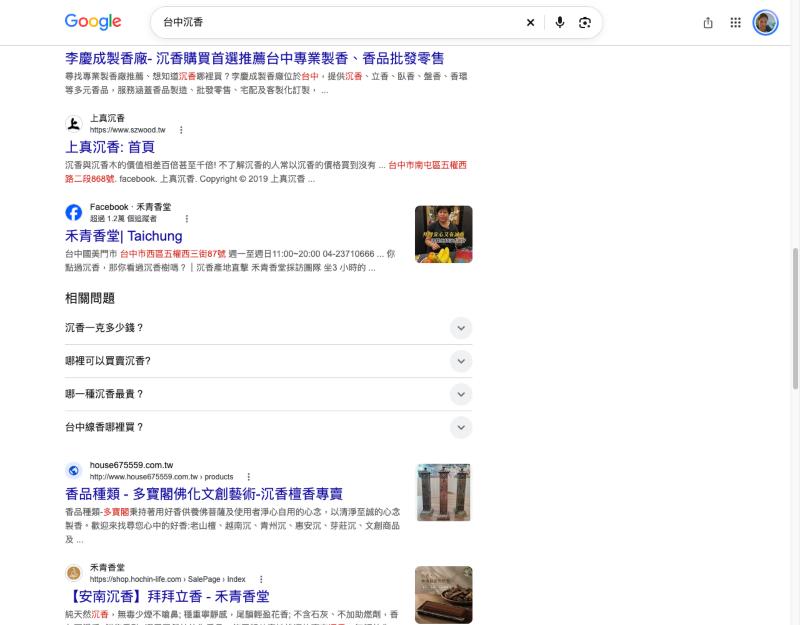 Google
台中沉香
李慶成製香廠- 沉香購買首選推薦台中專業製香、香品批發零售
尋找專業製香廠推薦、想知道沉香哪裡買？李慶成製香廠位於台中，提供沉香、立香、臥香、盤香、香環
等多元香品，服務涵蓋香品製造、批發零售、宅配及客製化訂製， ...
上真沉香
https://www.szwood.tw
上真沉香: 首頁
沉香與沉香木的價值相差百倍甚至千倍! 不了解沉香的人常以沉香的價格買到沒有 ... 台中市南屯區五權西
路二段868號. facebook. 上真沉香. Copyright © 2019 上真沉香 ...
Facebook · 禾青香堂
超過 1.2萬 個追蹤者
禾青香堂| Taichung
台中國美門市 台中市西區五權西三街87號 週一至週日11:00~20:00 04-23710666 ... 你
點過沉香，那你看過沉香樹嗎？｜沉香產地直擊 禾青香堂採訪團隊 坐3 小時的 ...
相關問題
沉香一克多少錢？
哪裡可以買賣沉香?
哪一種沉香最貴？
台中線香哪裡買？
house675559.com.tw
http://www.house675559.com.tw › products
香品種類 - 多寶閣佛化文創藝術-沉香檀香專賣
香品種類-多寶閣秉持著用好香供養佛菩薩及使用者淨心自用的心念，以清淨至誠的心念
製香。歡迎來找尋您心中的好香:老山檀、越南沉、青州沉、惠安沉、芽莊沉、文創商品
及 ...
禾青香堂
https://shop.hochin-life.com › SalePage › Index
【安南沉香】拜拜立香 - 禾青香堂
純天然沉香，無毒少煙不嗆鼻; 穩重寧靜感，尾韻輕盈花香; 不含石灰、不加助燃劑，香